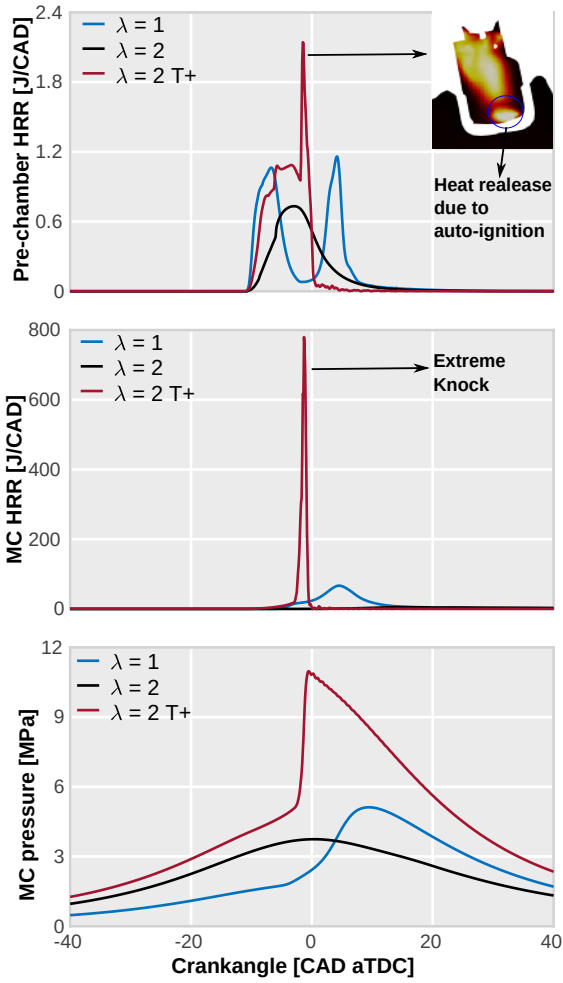 Pre-chamber HRR [J/CAD]
2.4
1.8
1.2
0.6
0
λ = 1
λ = 2
λ = 2 T+
Heat realease
due to
auto-ignition
MC HRR [J/CAD]
800
600
400
200
0
λ = 1
λ = 2
λ = 2 T+
Extreme
Knock
MC pressure [MPa]
12
9
6
3
0
λ = 1
λ = 2
λ = 2 T+
-40 -20 0 20 40
Crankangle [CAD aTDC]